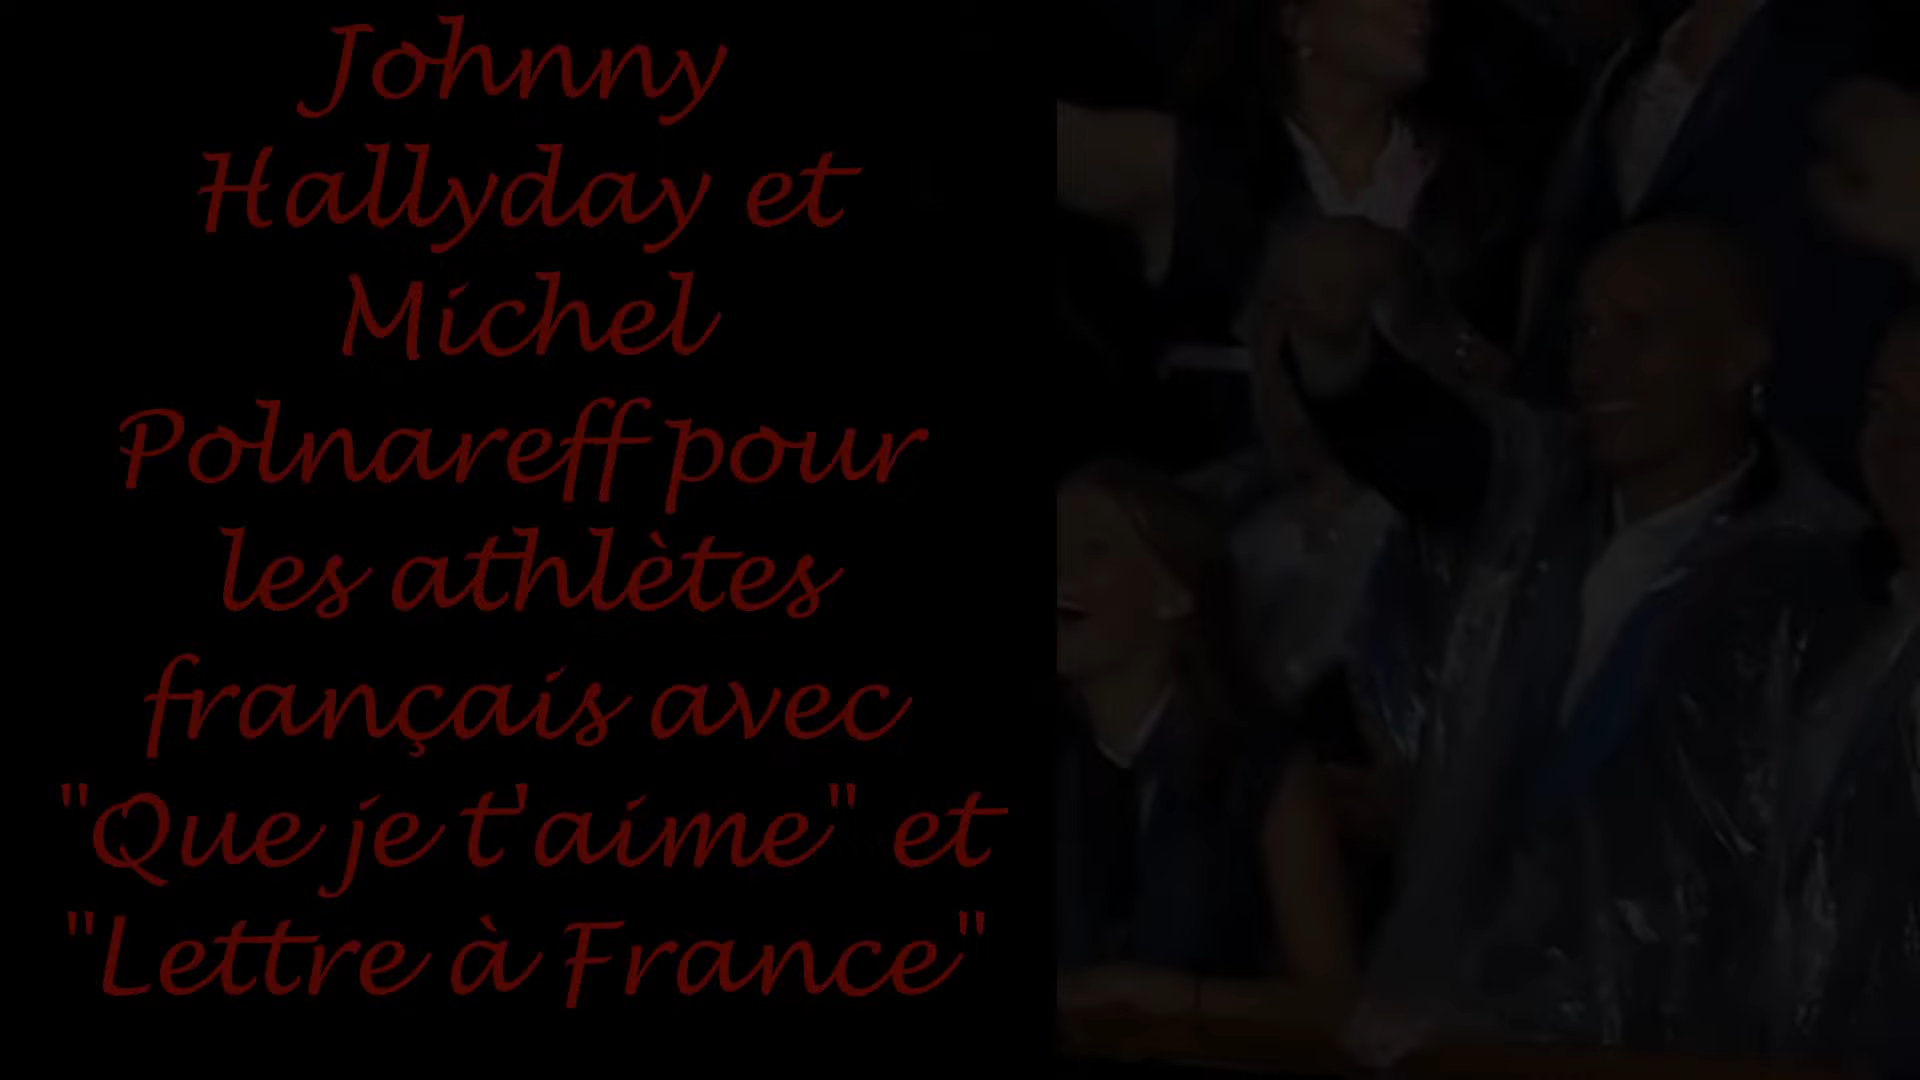 Johnny
Hallyday et
Michel
Polnareff pour
les athlètes
français avec
"Que je t'aime" et
"Lettre à France"